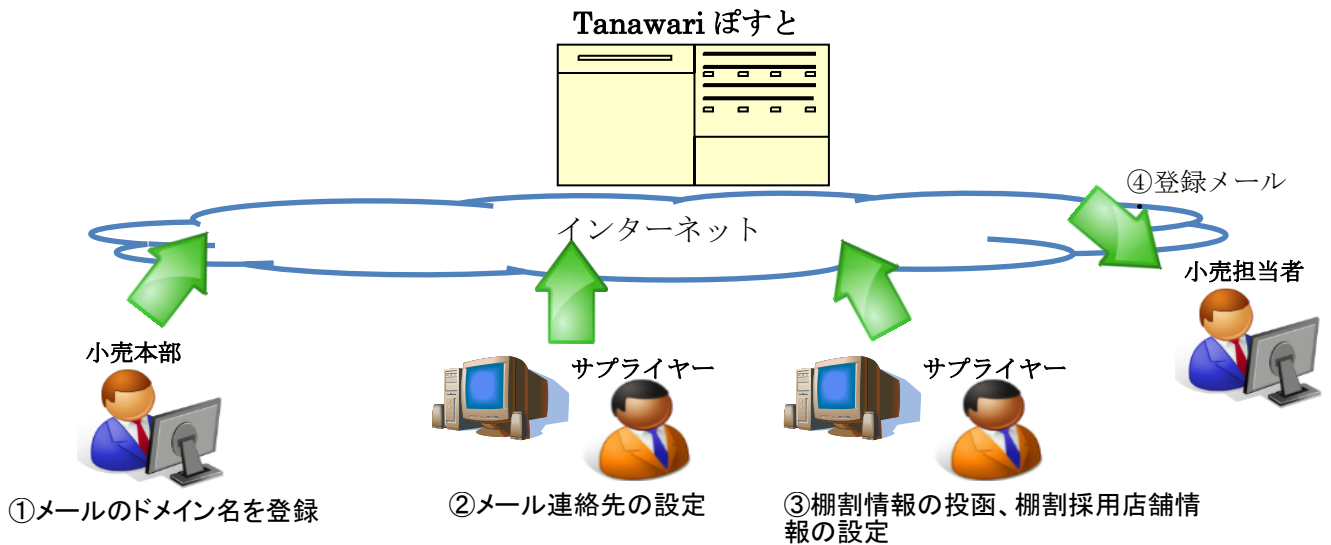 Tanawari ぽすと
インターネット
④登録メール
小売担当者
小売本部
サプライヤー
サプライヤー
①メールのドメイン名を登録
②メール連絡先の設定
③棚割情報の投函、棚割採用店舗情
報の設定